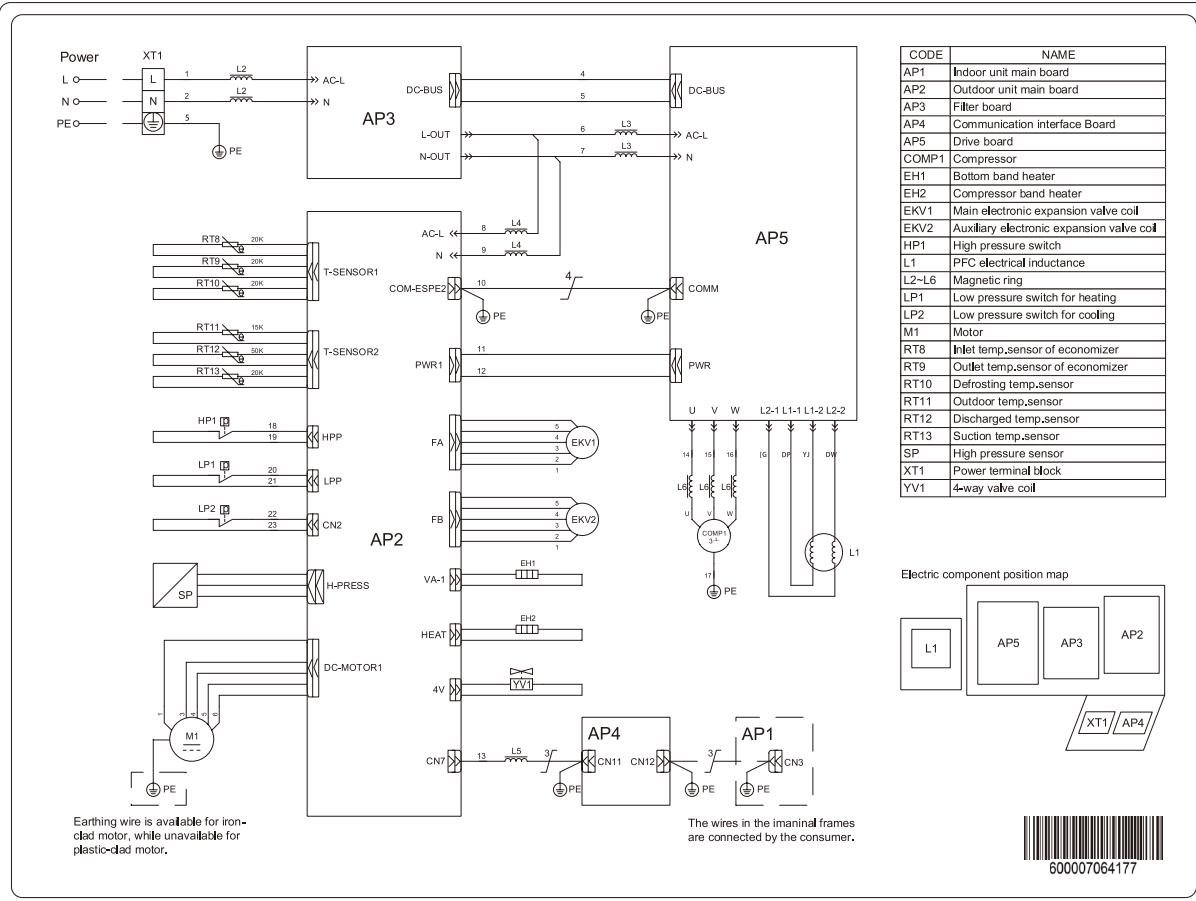 Power
XT1
L
L
1
L2
AC-L
N
N
2
L2
N
PE
5
PE
AP3
DC-BUS
4
5
DC-BUS
L-OUT
6
L3
AC-L
N-OUT
7
L3
N
AC-L
8
L4
N
9
L4
AP5
RT8
20K
RT9
20K
RT10
20K
T-SENSOR1
COM-ESPE2
10
4
COMM
PE
PE
RT11
15K
RT12
50K
RT13
20K
T-SENSOR2
PWR1
11
12
PWR
HP1
18
19
HPP
FA
5
4
3
2
1
EKV1
U V W L2-1 L1-1 L1-2 L2-2
14
15
16
DP
YJ
DW
LP1
20
21
LPP
L6
L6
L6
LP2
22
23
CN2
FB
5
4
3
2
1
EKV2
U
V
W
COMP1
L1
AP2
17
PE
SP
H-PRESS
VA-1
EH1
HEAT
EH2
DC-MOTOR1
4V
YV1
1
3
4
5
6
M1
PE
CN7
13
L5
3
AP4
CN11
CN12
PE
PE
3
AP1
CN3
PE
Earthing wire is available for iron-
clad motor, while unavailable for
plastic-clad motor.
The wires in the imaninal frames
are connected by the consumer.
CODE NAME
AP1 Indoor unit main board
AP2 Outdoor unit main board
AP3 Filter board
AP4 Communication interface Board
AP5 Drive board
COMP1 Compressor
EH1 Bottom band heater
EH2 Compressor band heater
EKV1 Main electronic expansion valve coil
EKV2 Auxiliary electronic expansion valve coil
HP1 High pressure switch
L1 PFC electrical inductance
L2~L6 Magnetic ring
LP1 Low pressure switch for heating
LP2 Low pressure switch for cooling
M1 Motor
RT8 Inlet temp.sensor of economizer
RT9 Outlet temp.sensor of economizer
RT10 Defrosting temp.sensor
RT11 Outdoor temp.sensor
RT12 Discharged temp.sensor
RT13 Suction temp.sensor
SP High pressure sensor
XT1 Power terminal block
YV1 4-way valve coil
Electric component position map
L1
AP5
AP3
AP2
XT1
AP4
600007064177